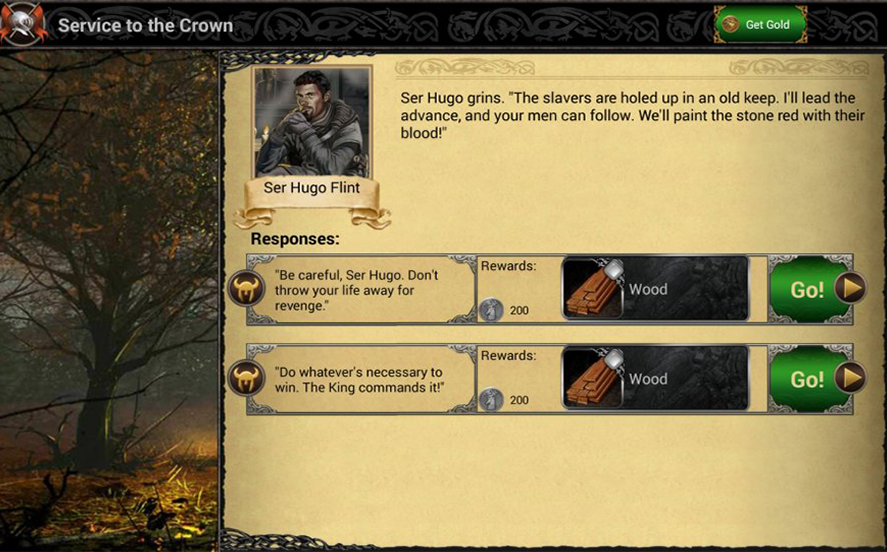 Service to the Crown
Get Gold
Ser Hugo grins. "The slavers are holed up in an old keep. I'll lead the
advance, and your men can follow. We'll paint the stone red with their
blood!"
Ser Hugo Flint
Responses:
"Be careful, Ser Hugo. Don't
throw your life away for
revenge."
Rewards:
200
Wood
Go!
"Do whatever's necessary to
win. The King commands it!"
Rewards:
200
Wood
Go!